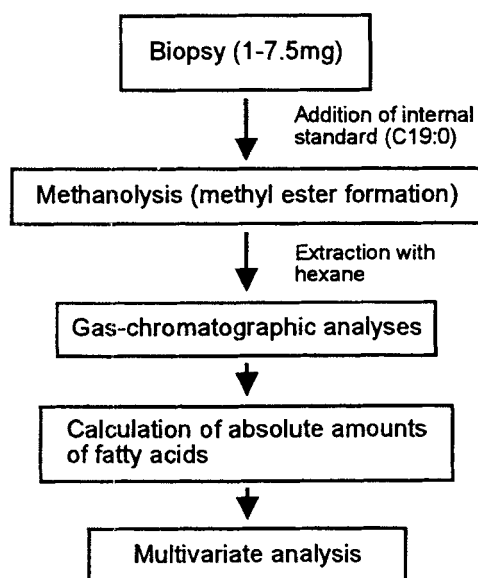 Biopsy (1-7.5mg)
Addition of internal
standard (C19:0)
Methanolysis (methyl ester formation)
Extraction with
hexane
Gas-chromatographic analyses
Calculation of absolute amounts
of fatty acids
Multivariate analysis